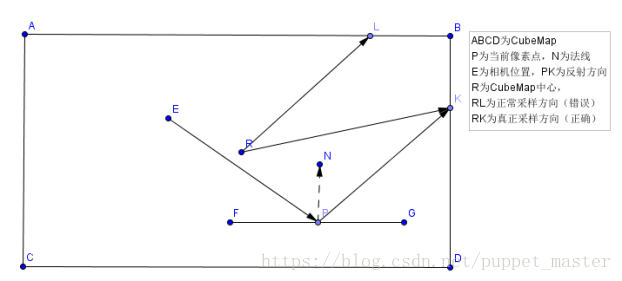 A
L
B
ABCD为CubeMap
P为当前像素点，N为法线
E为相机位置，PK为反射方向
R为CubeMap中心，
RL为正常采样方向（错误）
RK为真正采样方向（正确）
K
E
R
N
F
P
G
C
D
https://blog.csdn.net/puppet_master